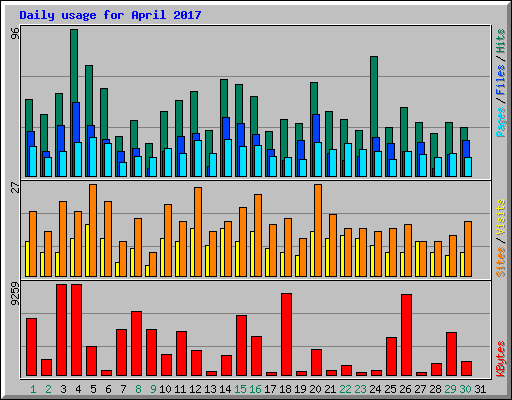 Daily usage for April 2017
96
Pages / Files / Hits
27
Sites / Visits
9259
KBytes
1 2 3 4 5 6 7 8 9 10 11 12 13 14 15 16 17 18 19 20 21 22 23 24 25 26 27 28 29 30 31